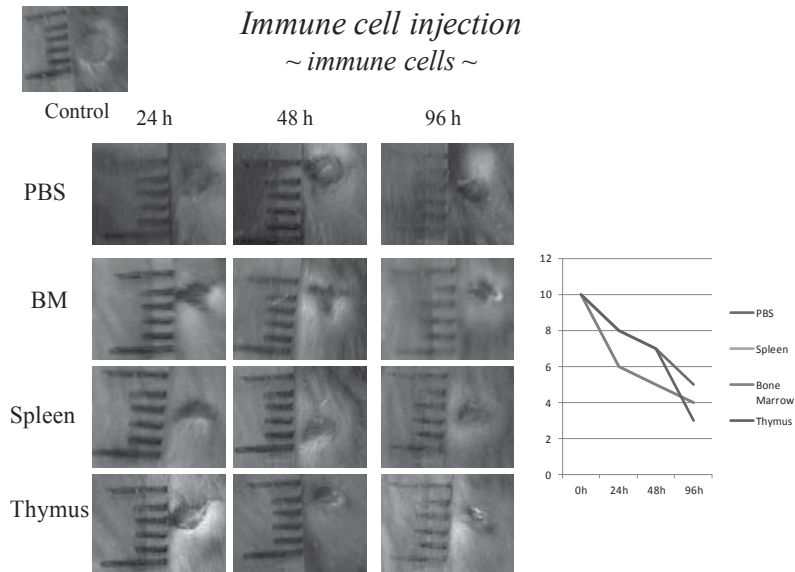 Immune cell injection
~ immune cells ~
Control
24 h
48 h
96 h
PBS
BM
Spleen
Thymus
12
10
8
6
4
2
0
0h
24h
48h
96h
PBS
Spleen
Bone
Marrow
Thymus